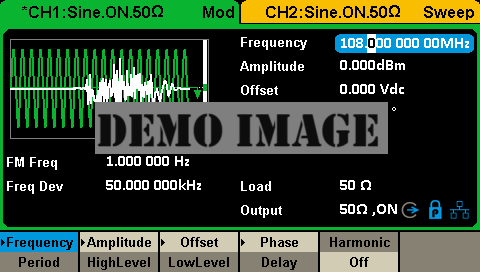 *CH1:Sine.ON.50Ω Mod CH2:Sine.ON.50Ω Sweep
Frequency 108.000 000 00MHz
Amplitude 0.000dBm
Offset 0.000 Vdc
°
DEMO IMAGE
FM Freq 1.000 000 Hz
Freq Dev 50.000 000kHz
Load 50 Ω
Output 50Ω ,ON
Frequency Amplitude Offset Phase Harmonic
Period HighLevel LowLevel Delay Off